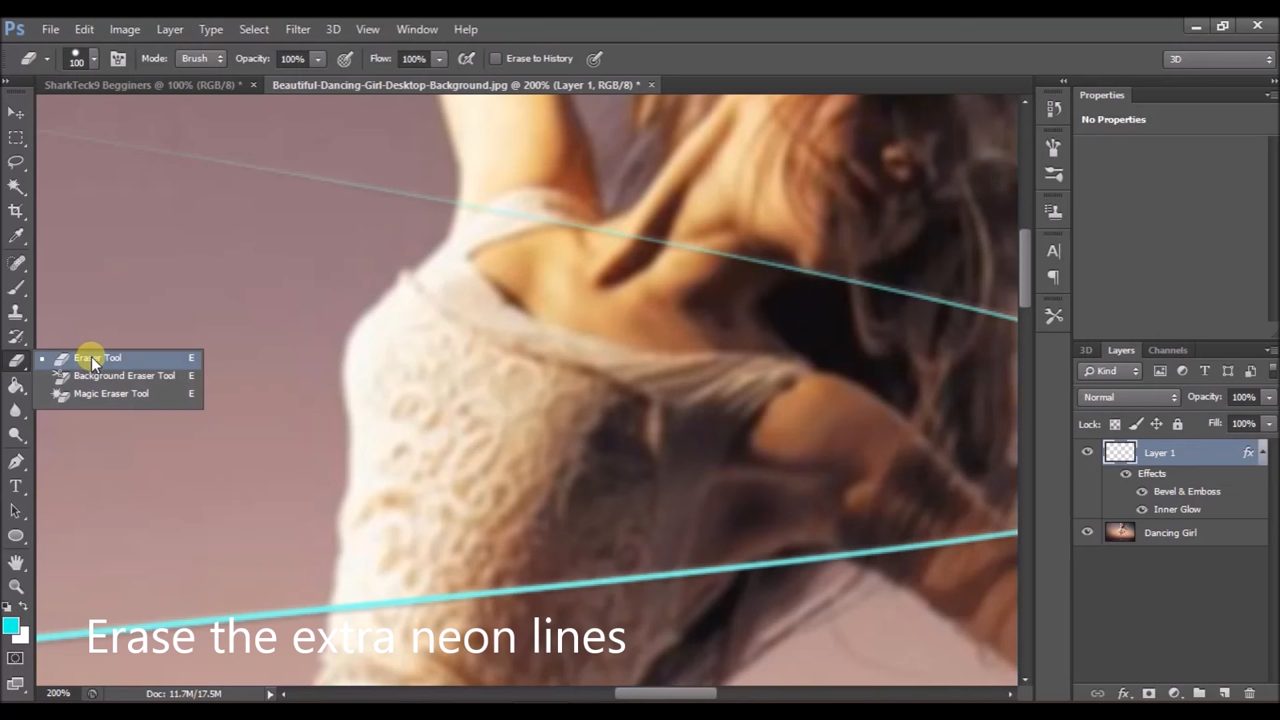 Ps File Edit Image Layer Type Select Filter 3D View Window Help
100 Mode: Brush Opacity: 100% Flow: 100% Erase to History 3D
SharkTeck9 Begginers @ 100% (RGB/8) * × Beautiful-Dancing-Girl-Desktop-Background.jpg @ 200% (Layer 1, RGB/8) * ×
Properties
No Properties
Eraser Tool E
Background Eraser Tool E
Magic Eraser Tool E
3D Layers Channels
Kind
Normal Opacity: 100%
Lock: Fill: 100%
Layer 1 fx
Effects
Bevel & Emboss
Inner Glow
Dancing Girl
Erase the extra neon lines
200% Doc: 11.7M/17.5M